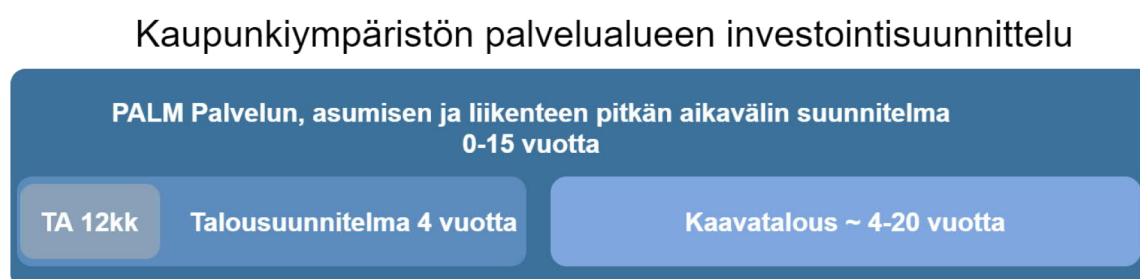 Kaupunkiympäristön palvelualueen investointisuunnittelu
PALM Palvelun, asumisen ja liikenteen pitkän aikavälin suunnitelma
0-15 vuotta
TA 12kk
Talousuunnitelma 4 vuotta
Kaavatalous ~ 4-20 vuotta